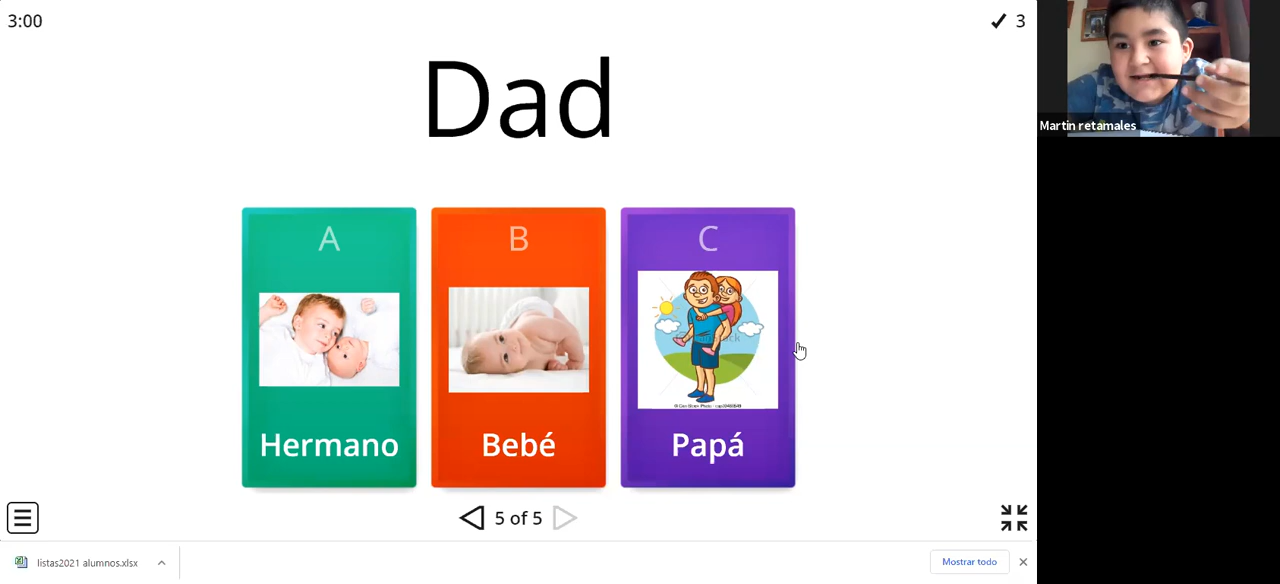 3:00
✓ 3
Dad
A
B
C
Hermano
Bebé
Papá
5 of 5
Martin retamales
listas2021 alumnos.xlsx
Mostrar todo